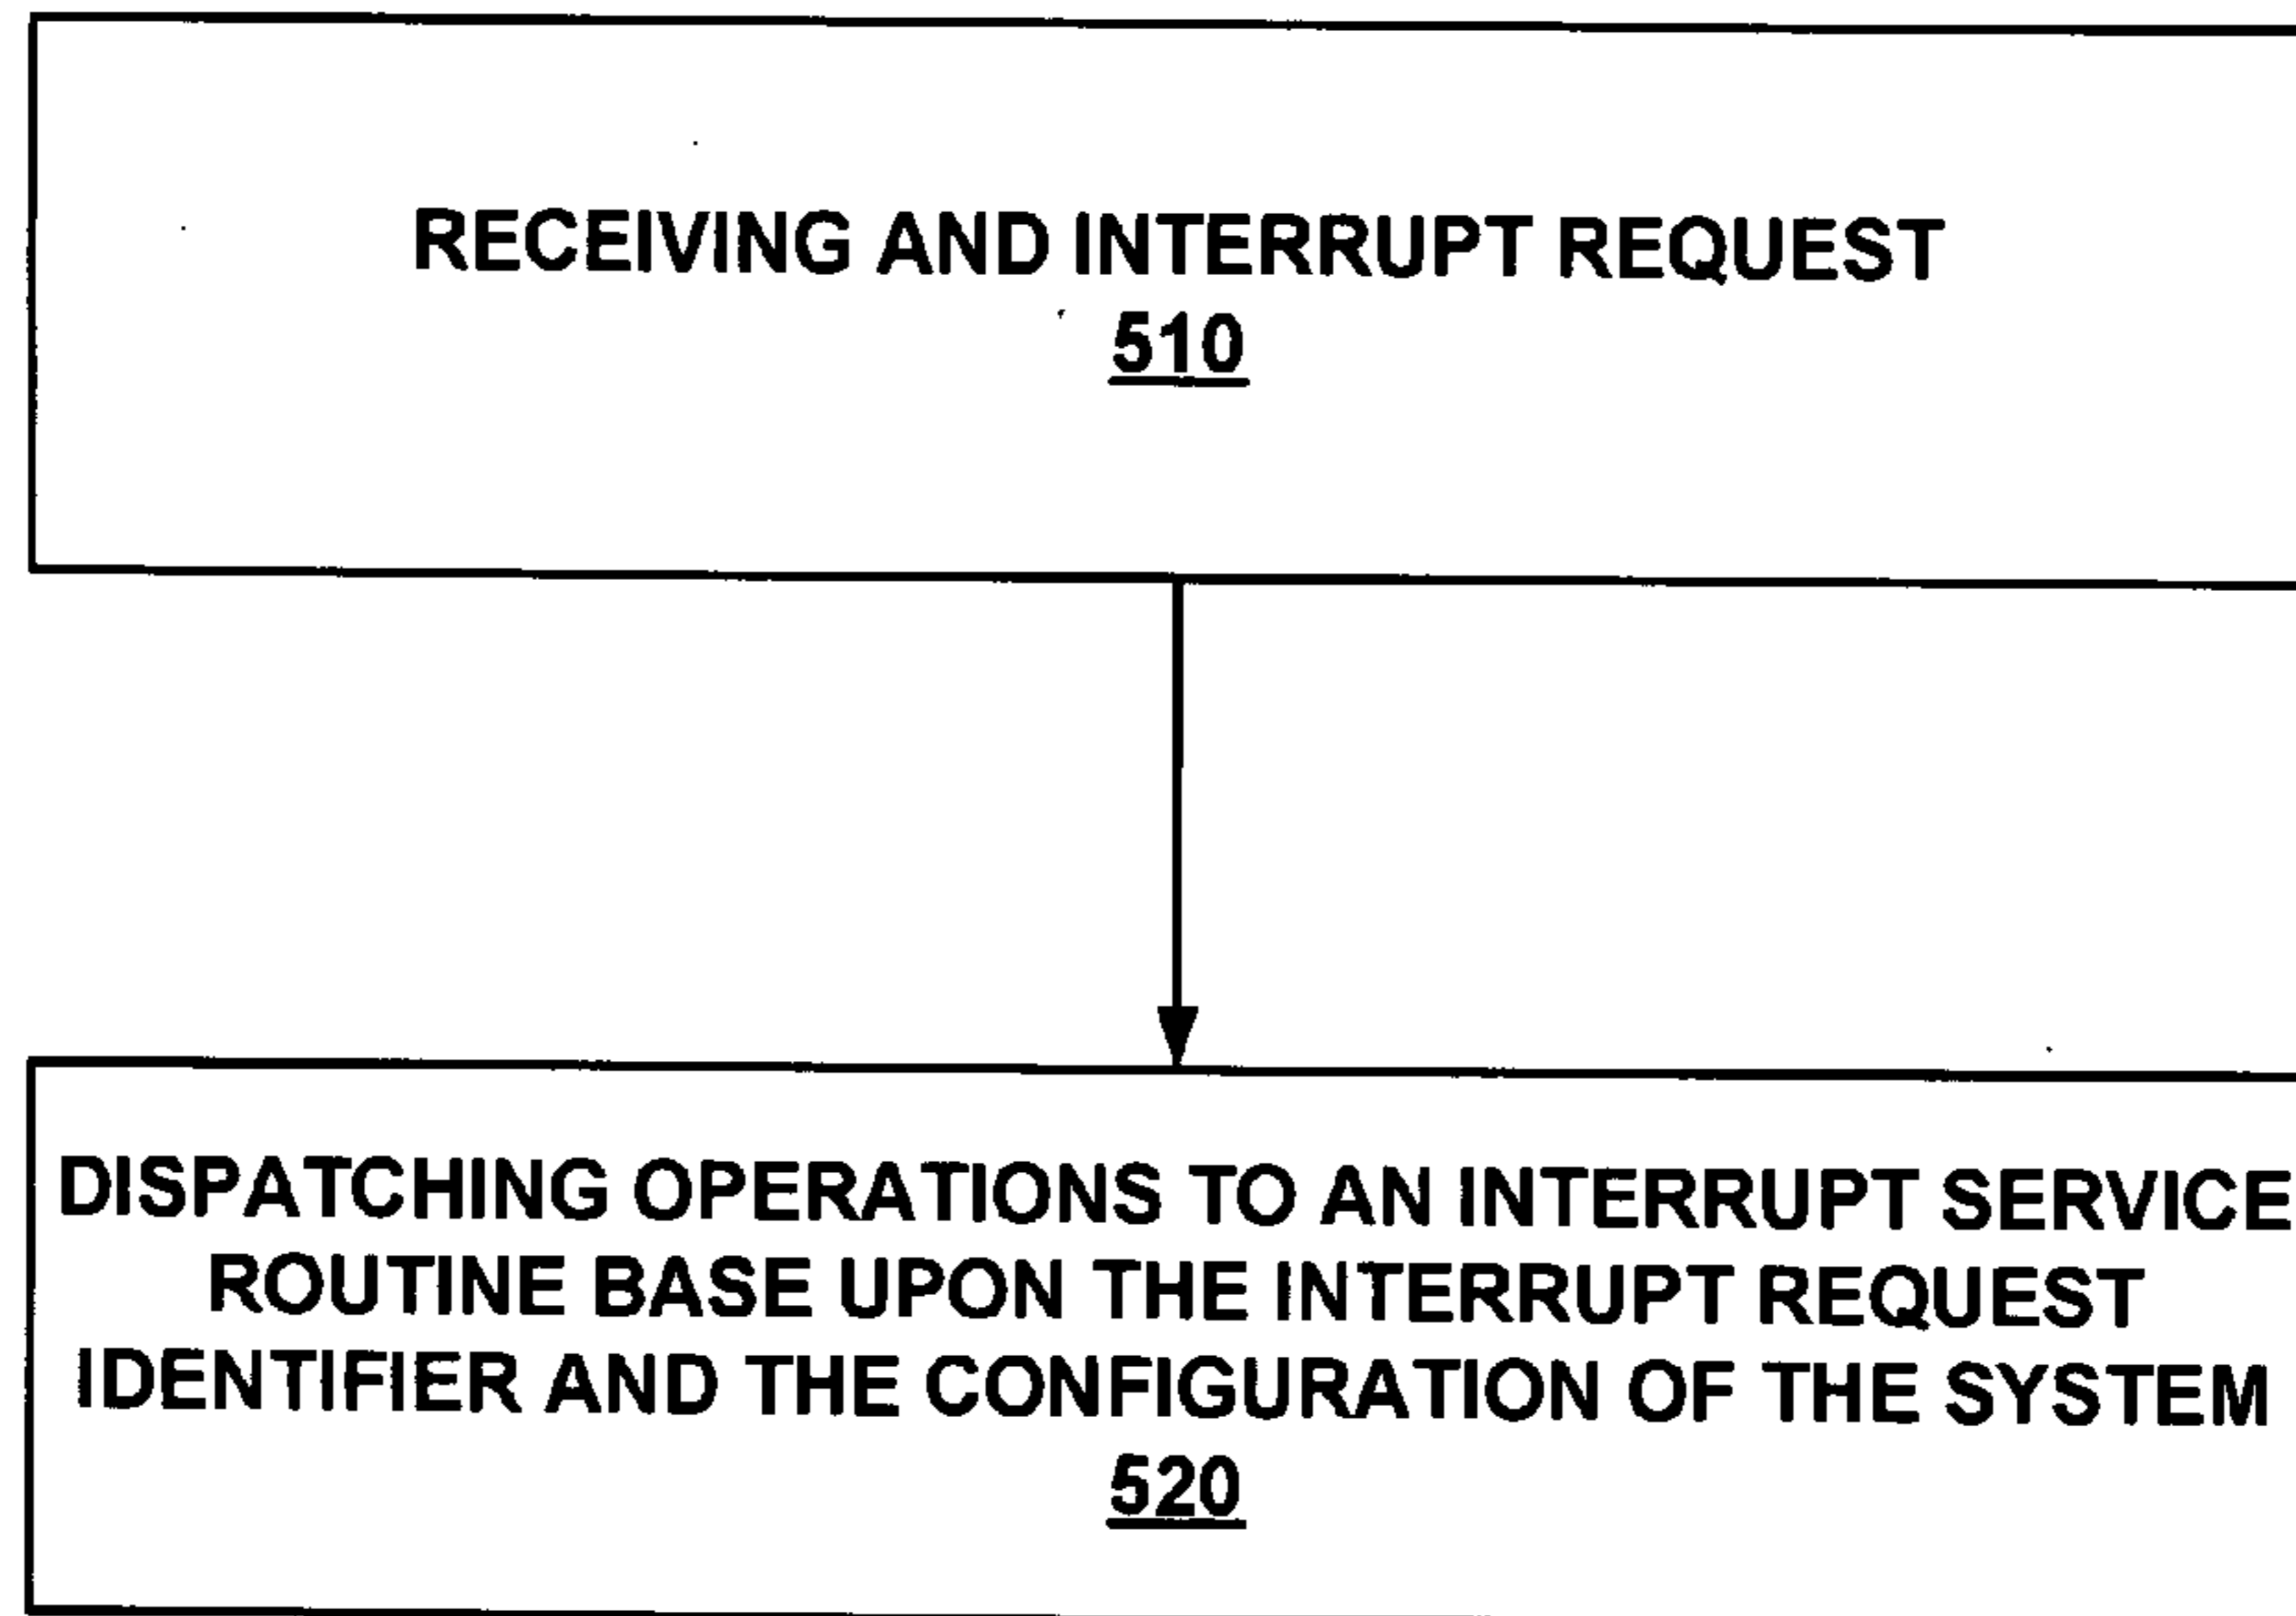 RECEIVING AND INTERRUPT REQUEST
510
DISPATCHING OPERATIONS TO AN INTERRUPT SERVICE
ROUTINE BASE UPON THE INTERRUPT REQUEST
IDENTIFIER AND THE CONFIGURATION OF THE SYSTEM
520